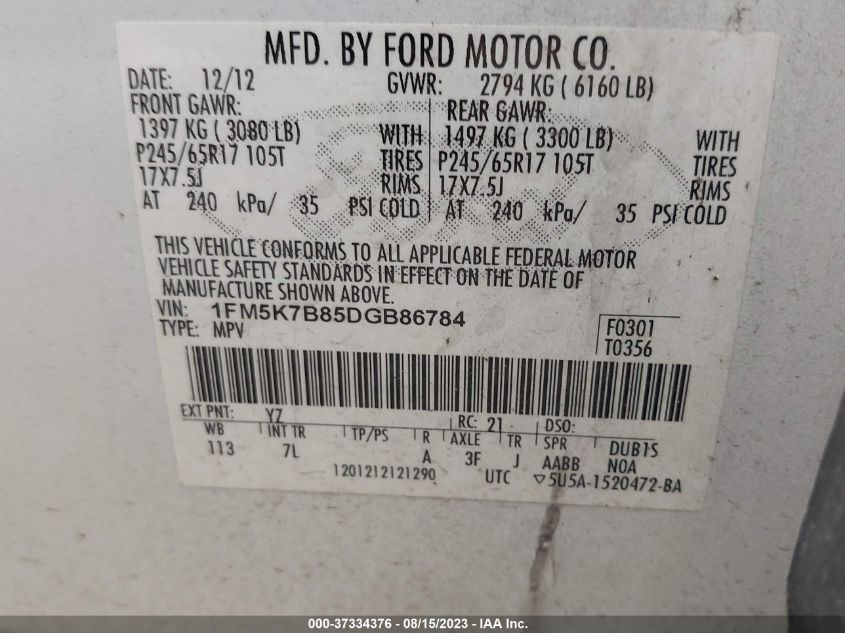 MFD. BY FORD MOTOR CO.
DATE: 12/12 GVWR: 2794 KG ( 6160 LB)
FRONT GAWR: REAR GAWR:
1397 KG ( 3080 LB) WITH 1497 KG ( 3300 LB) WITH
P245/65R17 105T TIRES P245/65R17 105T TIRES
17X7.5J RIMS 17X7.5J RIMS
AT 240 kPa/ 35 PSI COLD AT 240 kPa/ 35 PSI COLD
THIS VEHICLE CONFORMS TO ALL APPLICABLE FEDERAL MOTOR
VEHICLE SAFETY STANDARDS IN EFFECT ON THE DATE OF
MANUFACTURE SHOWN ABOVE.
VIN: 1FM5K7B85DGB86784
TYPE: MPV
F0301
T0356
EXT PNT: Y7 RC: 21 DSO:
WB INT TR TP/PS R AXLE TR SPR DUB1S
113 7L A 3F J AABB N0A
1201212121290 UTC ▽5U5A-1520472-BA
000-37334376 - 08/15/2023 - IAA Inc.